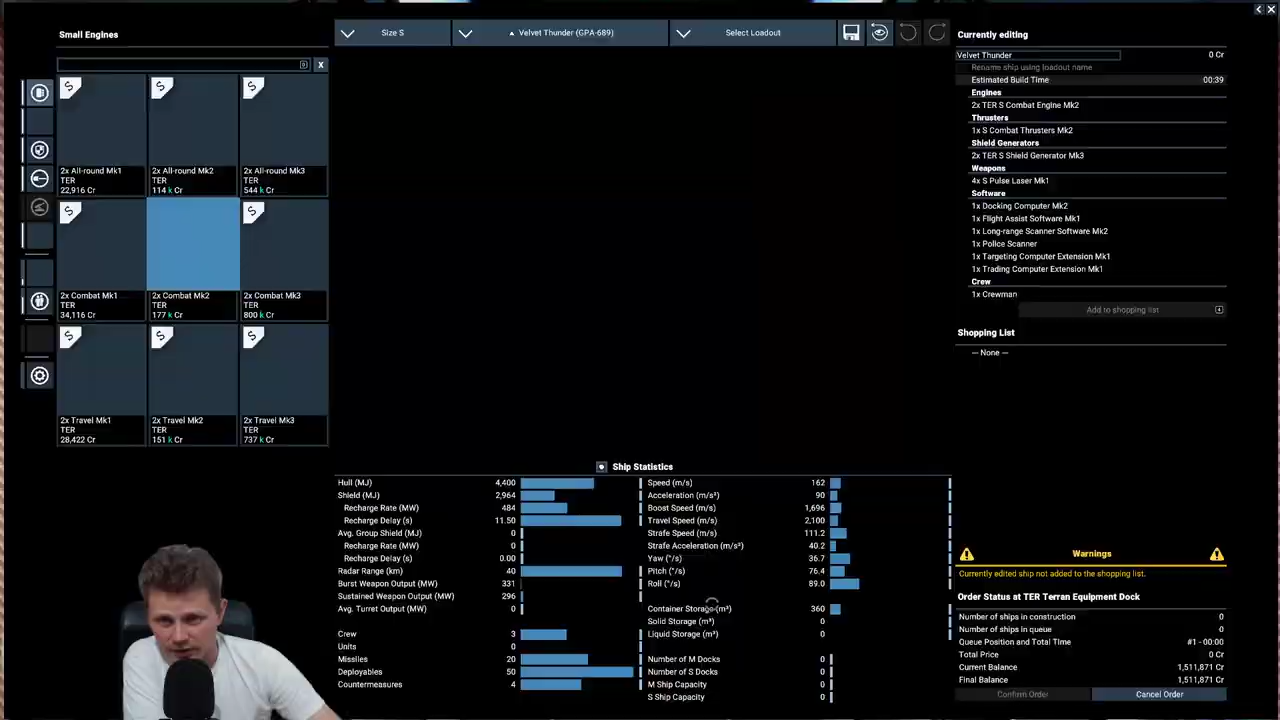 Small Engines
Size S
Velvet Thunder (GPA-689)
Select Loadout
X
2x All-round Mk1
TER
22,916 Cr
2x All-round Mk2
TER
114 k Cr
2x All-round Mk3
TER
544 k Cr
2x Combat Mk1
TER
34,116 Cr
2x Combat Mk2
TER
177 k Cr
2x Combat Mk3
TER
800 k Cr
2x Travel Mk1
TER
28,422 Cr
2x Travel Mk2
TER
151 k Cr
2x Travel Mk3
TER
737 k Cr
Ship Statistics
Hull (MJ) 4,400
Shield (MJ) 2,964
Recharge Rate (MW) 484
Recharge Delay (s) 11.50
Avg. Group Shield (MJ) 0
Recharge Rate (MW) 0
Recharge Delay (s) 0.00
Radar Range (km) 40
Burst Weapon Output (MW) 331
Sustained Weapon Output (MW) 296
Avg. Turret Output (MW) 0
Crew 3
Units 0
Missiles 20
Deployables 50
Countermeasures 4
Speed (m/s) 162
Acceleration (m/s²) 90
Boost Speed (m/s) 1,696
Travel Speed (m/s) 2,100
Strafe Speed (m/s) 111.2
Strafe Acceleration (m/s²) 40.2
Yaw (°/s) 36.7
Pitch (°/s) 76.4
Roll (°/s) 89.0
Container Storage (m³) 360
Solid Storage (m³) 0
Liquid Storage (m³) 0
Number of M Docks 0
Number of S Docks 0
M Ship Capacity 0
S Ship Capacity 0
Currently editing
Velvet Thunder 0 Cr
Rename ship using loadout name
Estimated Build Time 00:39
Engines
2x TER S Combat Engine Mk2
Thrusters
1x S Combat Thrusters Mk2
Shield Generators
2x TER S Shield Generator Mk3
Weapons
4x S Pulse Laser Mk1
Software
1x Docking Computer Mk2
1x Flight Assist Software Mk1
1x Long-range Scanner Software Mk2
1x Police Scanner
1x Targeting Computer Extension Mk1
1x Trading Computer Extension Mk1
Crew
1x Crewman
Add to shopping list
Shopping List
— None —
Warnings
Currently edited ship not added to the shopping list.
Order Status at TER Terran Equipment Dock
Number of ships in construction 0
Number of ships in queue 0
Queue Position and Total Time #1 - 00:00
Total Price 0 Cr
Current Balance 1,511,871 Cr
Final Balance 1,511,871 Cr
Confirm Order
Cancel Order